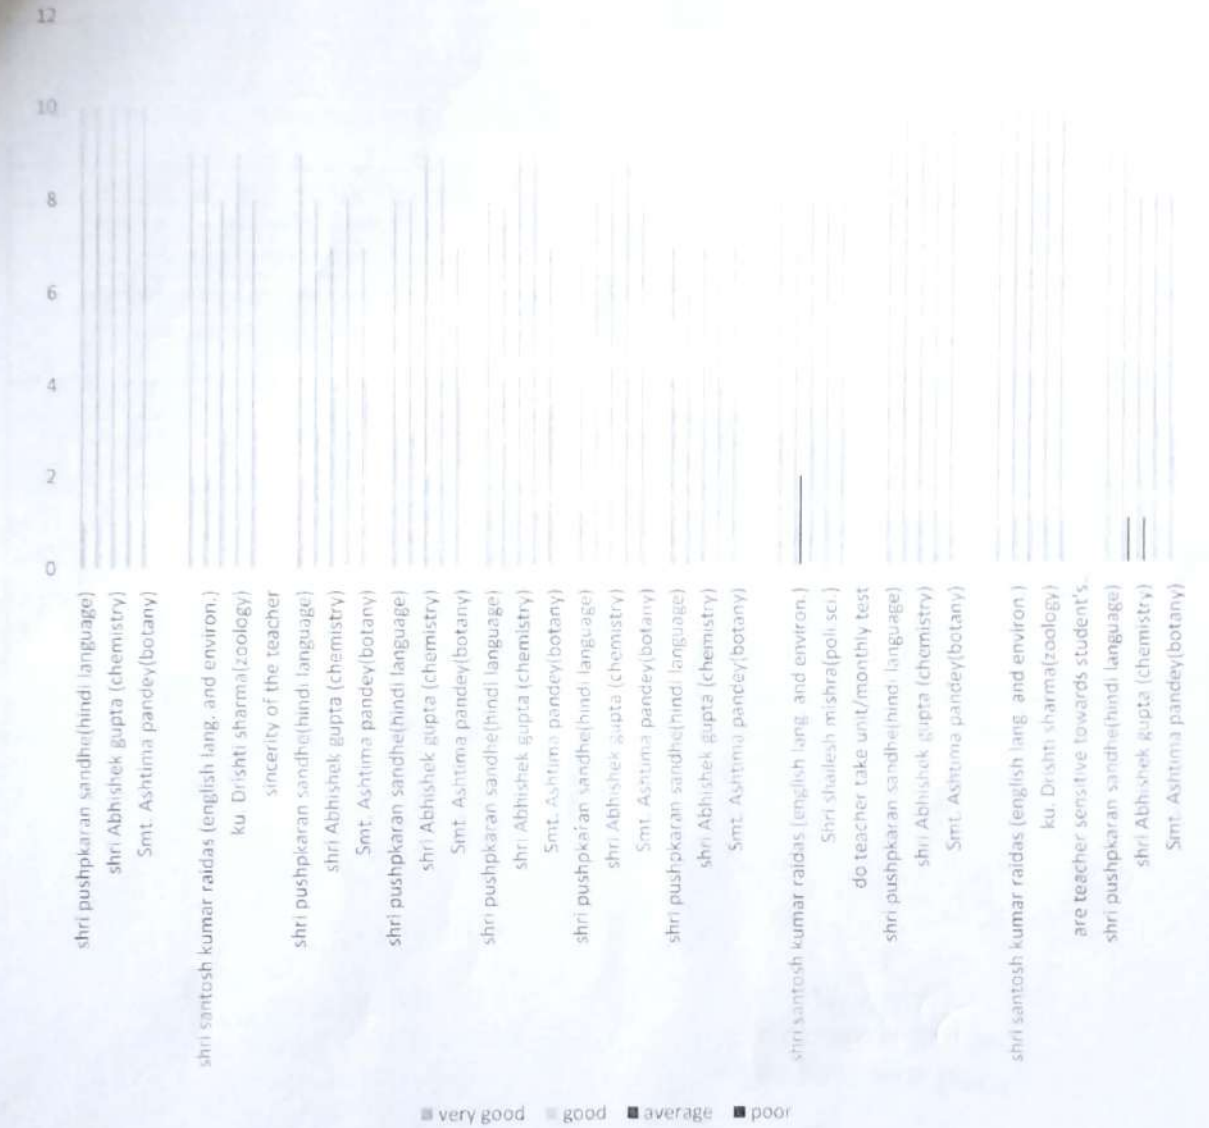 12
10
8
6
4
2
0
shri pushpkaran sandhe(hindi language)
shri Abhishek gupta (chemistry)
Smt. Ashtima pandey(botany)
shri santosh kumar raidas (english lang. and environ.)
ku. Drishti sharma(zoology)
sincerity of the teacher
shri pushpkaran sandhe(hindi language)
shri Abhishek gupta (chemistry)
Smt. Ashtima pandey(botany)
shri pushpkaran sandhe(hindi language)
shri Abhishek gupta (chemistry)
Smt. Ashtima pandey(botany)
shri pushpkaran sandhe(hindi language)
shri Abhishek gupta (chemistry)
Smt. Ashtima pandey(botany)
shri pushpkaran sandhe(hindi language)
shri Abhishek gupta (chemistry)
Smt. Ashtima pandey(botany)
shri pushpkaran sandhe(hindi language)
shri Abhishek gupta (chemistry)
Smt. Ashtima pandey(botany)
shri santosh kumar raidas (english lang. and environ.)
Shri shailesh mishra(poli sci.)
do teacher take unit/monthly test
shri pushpkaran sandhe(hindi language)
shri Abhishek gupta (chemistry)
Smt. Ashtima pandey(botany)
shri santosh kumar raidas (english lang. and environ.)
ku. Drishti sharma(zoology)
are teacher sensitive towards student's...
shri pushpkaran sandhe(hindi language)
shri Abhishek gupta (chemistry)
Smt. Ashtima pandey(botany)
very good good average poor